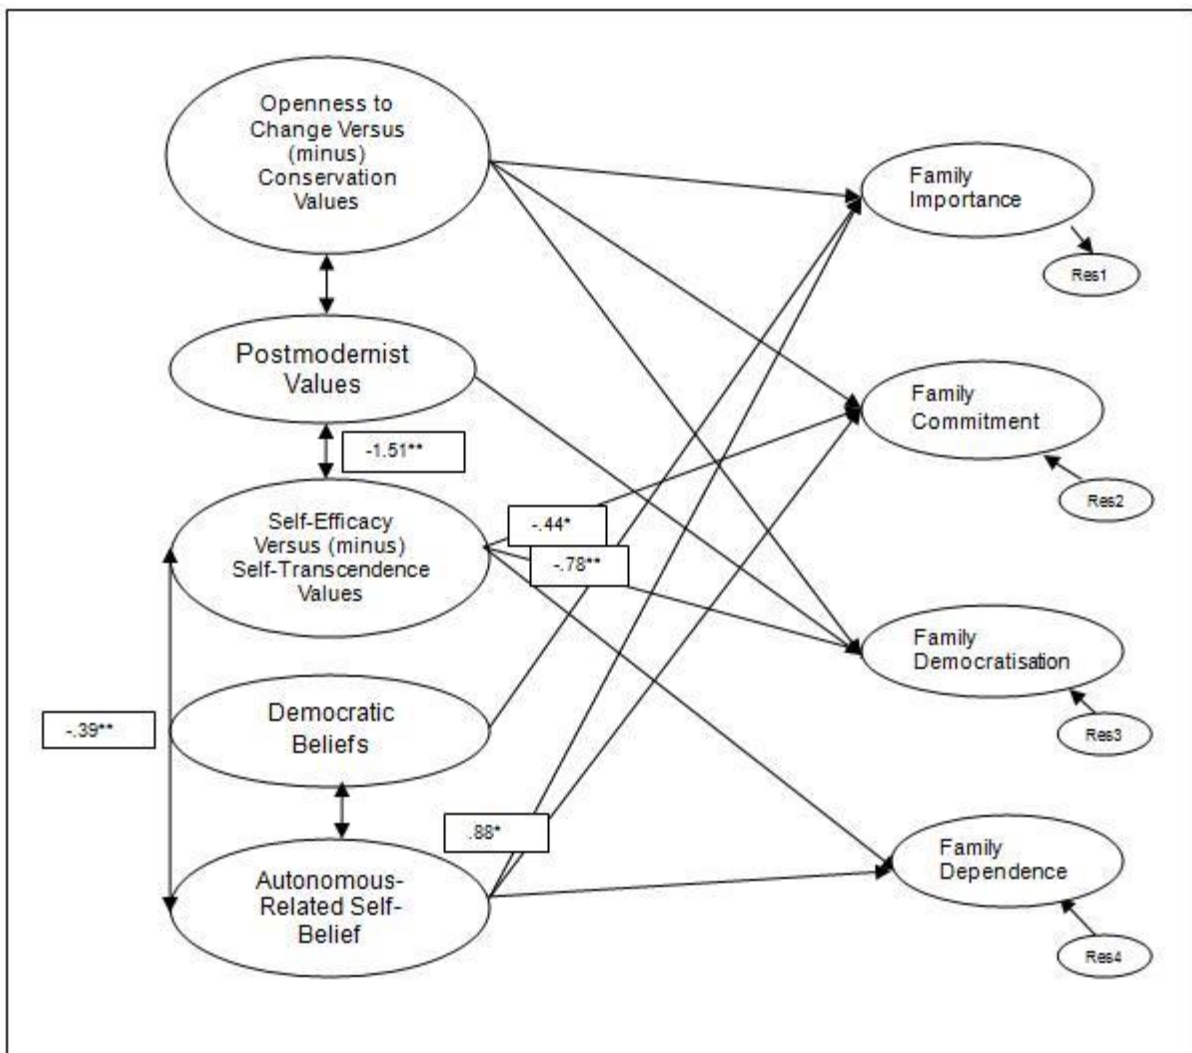 Openness to
Change Versus
(minus)
Conservation
Values
Postmodernist
Values
-1.51**
Self-Efficacy
Versus (minus)
Self-Transcendence
Values
-.44*
-.78**
Democratic
Beliefs
-.39**
.88*
Autonomous-
Related Self-
Belief
Family
Importance
Res1
Family
Commitment
Res2
Family
Democratisation
Res3
Family
Dependence
Res4